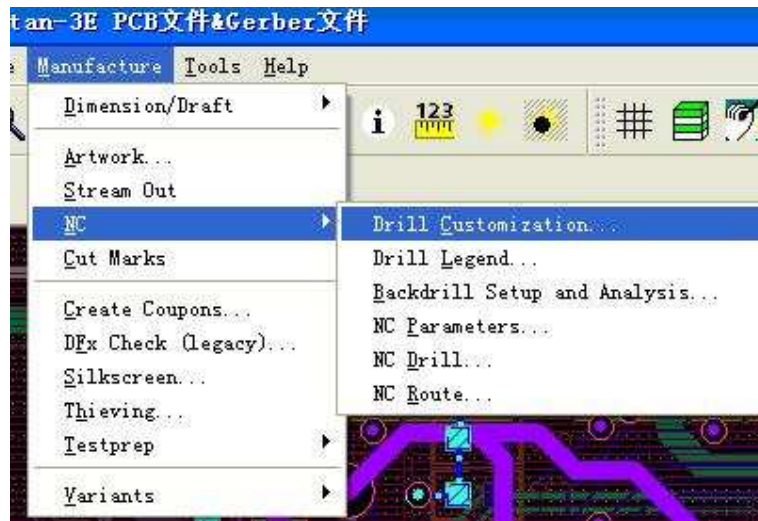 tan-3E PCB文件&Gerber文件
Manufacture Tools Help
Dimension/Draft
123
Artwork...
Stream Out
NC
Drill Customization...
Cut Marks
Drill Legend...
Backdrill Setup and Analysis...
Create Coupons...
NC Parameters...
DFx Check (legacy)...
NC Drill...
Silkscreen...
NC Route...
Thieving...
Testprep
Variants